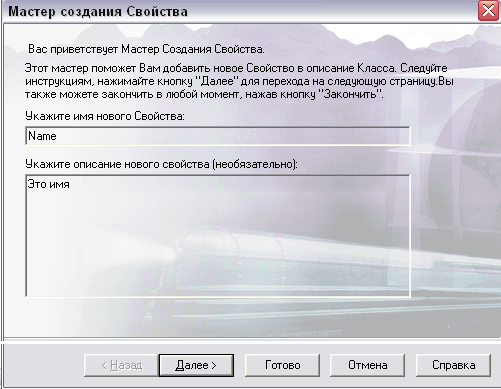 Мастер создания Свойства
Вас приветствует Мастер Создания Свойства.
Этот мастер поможет Вам добавить новое Свойство в описание Класса. Следуйте
инструкциям, нажимайте кнопку "Далее" для перехода на следующую страницу.Вы
также можете закончить в любой момент, нажав кнопку "Закончить".
Укажите имя нового Свойства:
Name
Укажите описание нового свойства (необязательно):
Это имя
< Назад
Далее >
Готово
Отмена
Справка